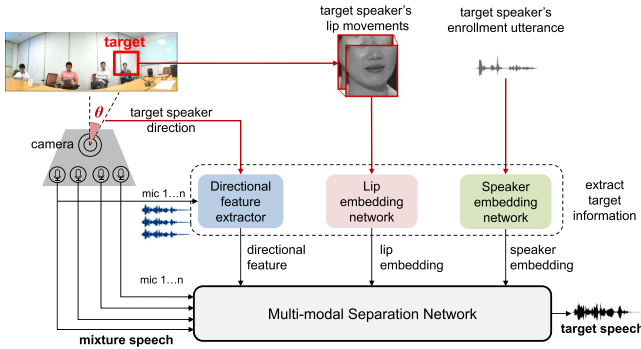 target speaker's
lip movements
target speaker's
enrollment utterance
target
θ
target speaker
direction
camera
mic 1...n
Directional
feature
extractor
Lip
embedding
network
Speaker
embedding
network
extract
target
information
directional
feature
lip
embedding
speaker
embedding
mic 1...n
Multi-modal Separation Network
mixture speech
target speech